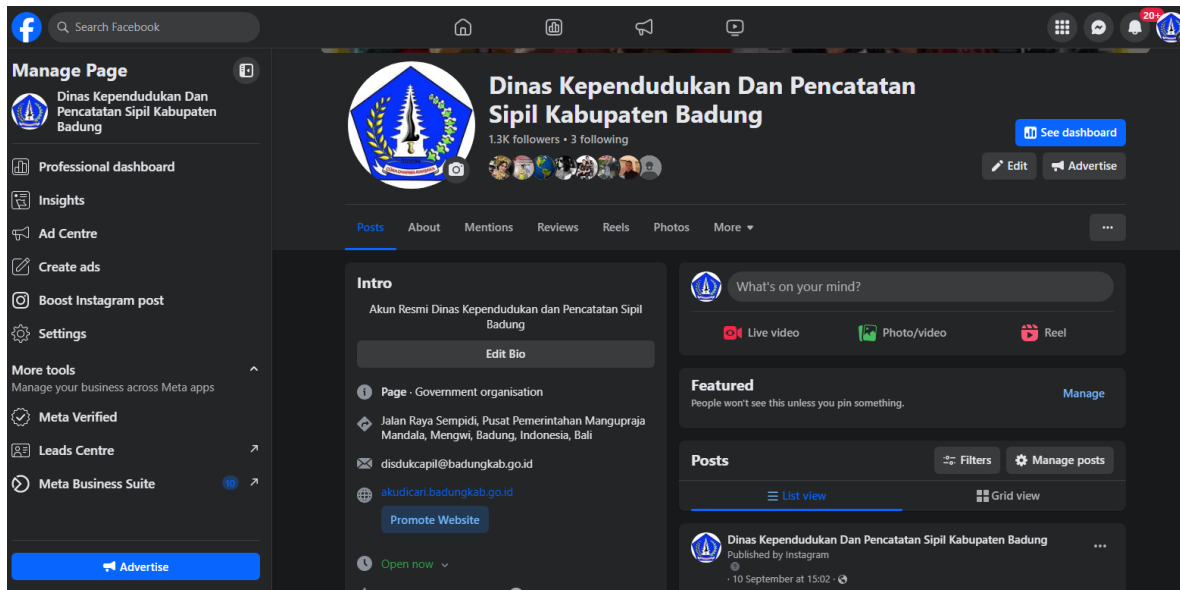 Search Facebook
20+
Manage Page
Dinas Kependudukan Dan
Pencatatan Sipil Kabupaten
Badung
Professional dashboard
Insights
Ad Centre
Create ads
Boost Instagram post
Settings
More tools
Manage your business across Meta apps
Meta Verified
Leads Centre
Meta Business Suite
10
Advertise
Dinas Kependudukan Dan Pencatatan
Sipil Kabupaten Badung
1.3K followers • 3 following
See dashboard
Edit
Advertise
Posts
About
Mentions
Reviews
Reels
Photos
More
Intro
Akun Resmi Dinas Kependudukan dan Pencatatan Sipil
Badung
Edit Bio
Page · Government organisation
Jalan Raya Sempidi, Pusat Pemerintahan Mangupraja
Mandala, Mengwi, Badung, Indonesia, Bali
disdukcapil@badungkab.go.id
akudicari.badungkab.go.id
Promote Website
Open now
What's on your mind?
Live video
Photo/video
Reel
Featured
People won't see this unless you pin something.
Manage
Posts
Filters
Manage posts
List view
Grid view
Dinas Kependudukan Dan Pencatatan Sipil Kabupaten Badung
Published by Instagram
· 10 September at 15:02 ·